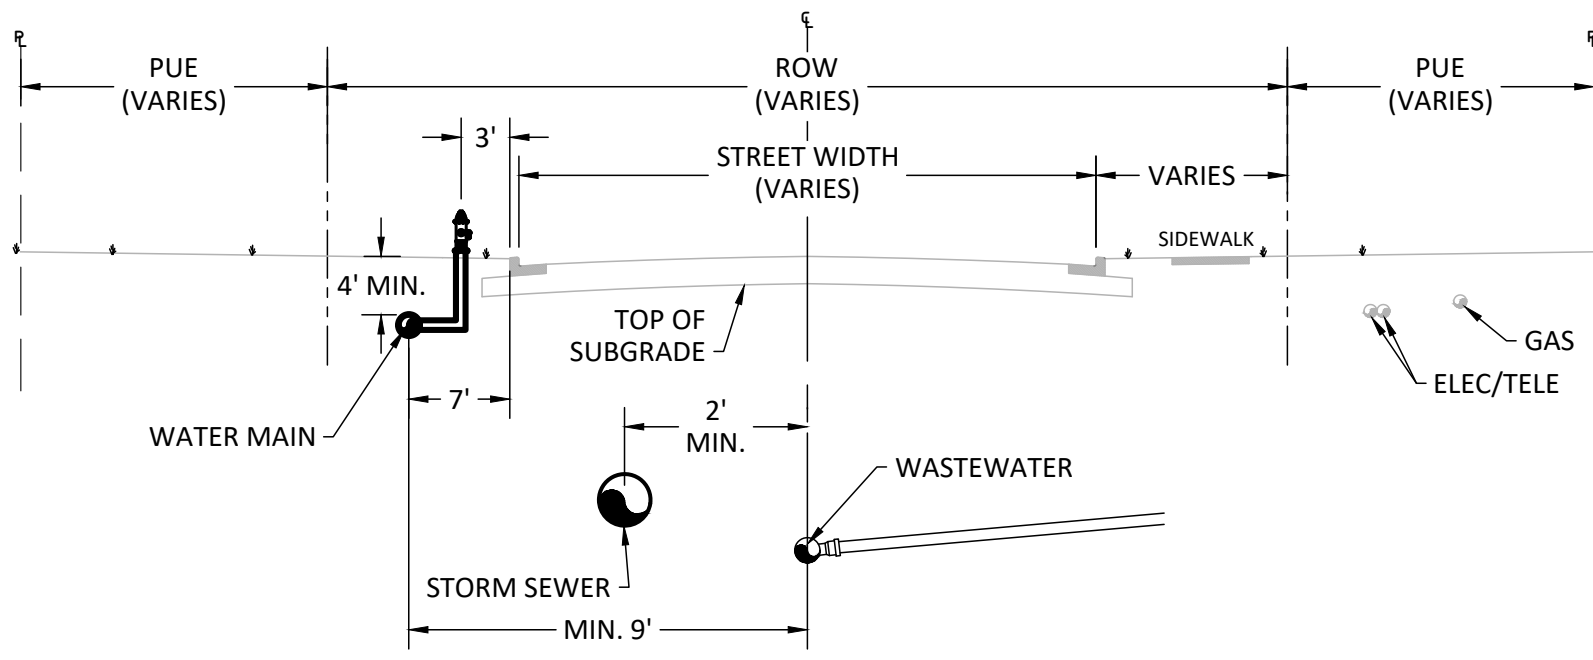 PL
CL
PL
PUE
(VARIES)
ROW
(VARIES)
PUE
(VARIES)
3'
STREET WIDTH
(VARIES)
VARIES
SIDEWALK
4' MIN.
TOP OF
SUBGRADE
GAS
ELEC/TELE
7'
2'
MIN.
WATER MAIN
WASTEWATER
STORM SEWER
MIN. 9'